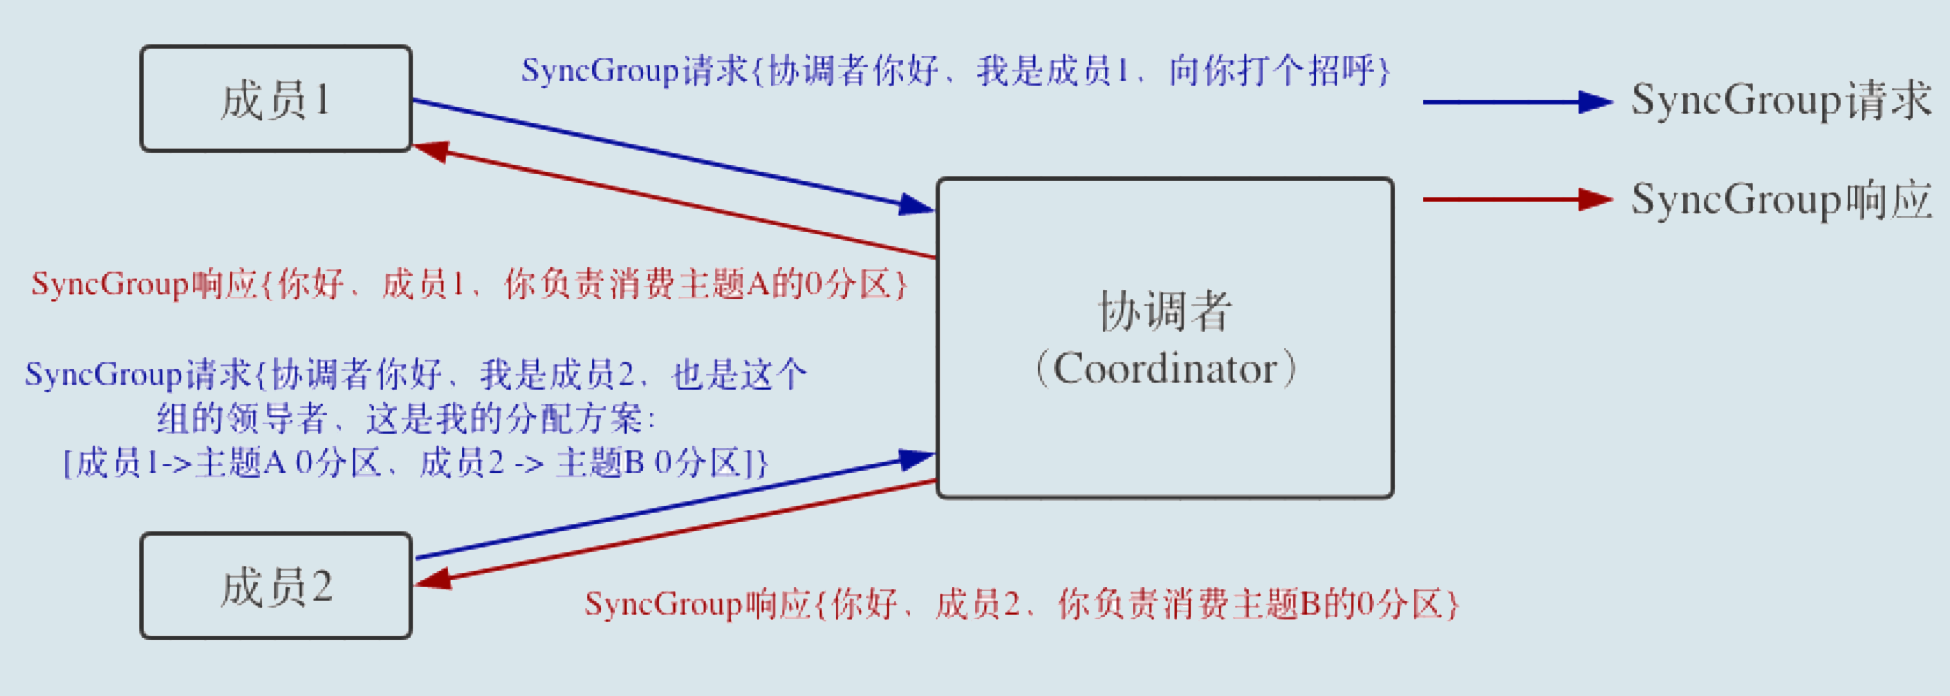 成员1
SyncGroup请求{协调者你好、我是成员1、向你打个招呼}
SyncGroup请求
SyncGroup响应
SyncGroup响应{你好、成员1、你负责消费主题A的0分区}
协调者
（Coordinator）
SyncGroup请求{协调者你好、我是成员2、也是这个
组的领导者、这是我的分配方案：
[成员1->主题A 0分区、成员2 -> 主题B 0分区]}
成员2
SyncGroup响应{你好、成员2、你负责消费主题B的0分区}